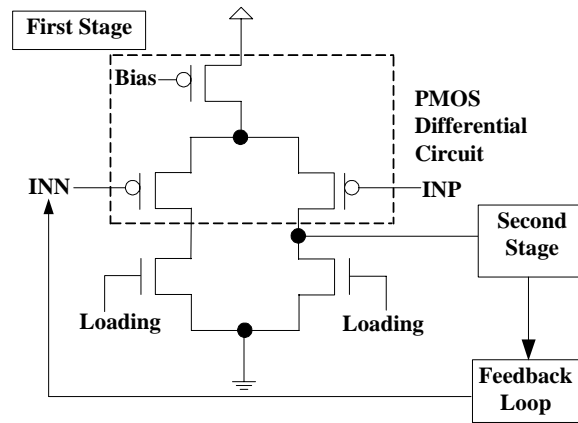 First Stage
Bias
PMOS
Differential
Circuit
INN
INP
Second
Stage
Loading
Loading
Feedback
Loop